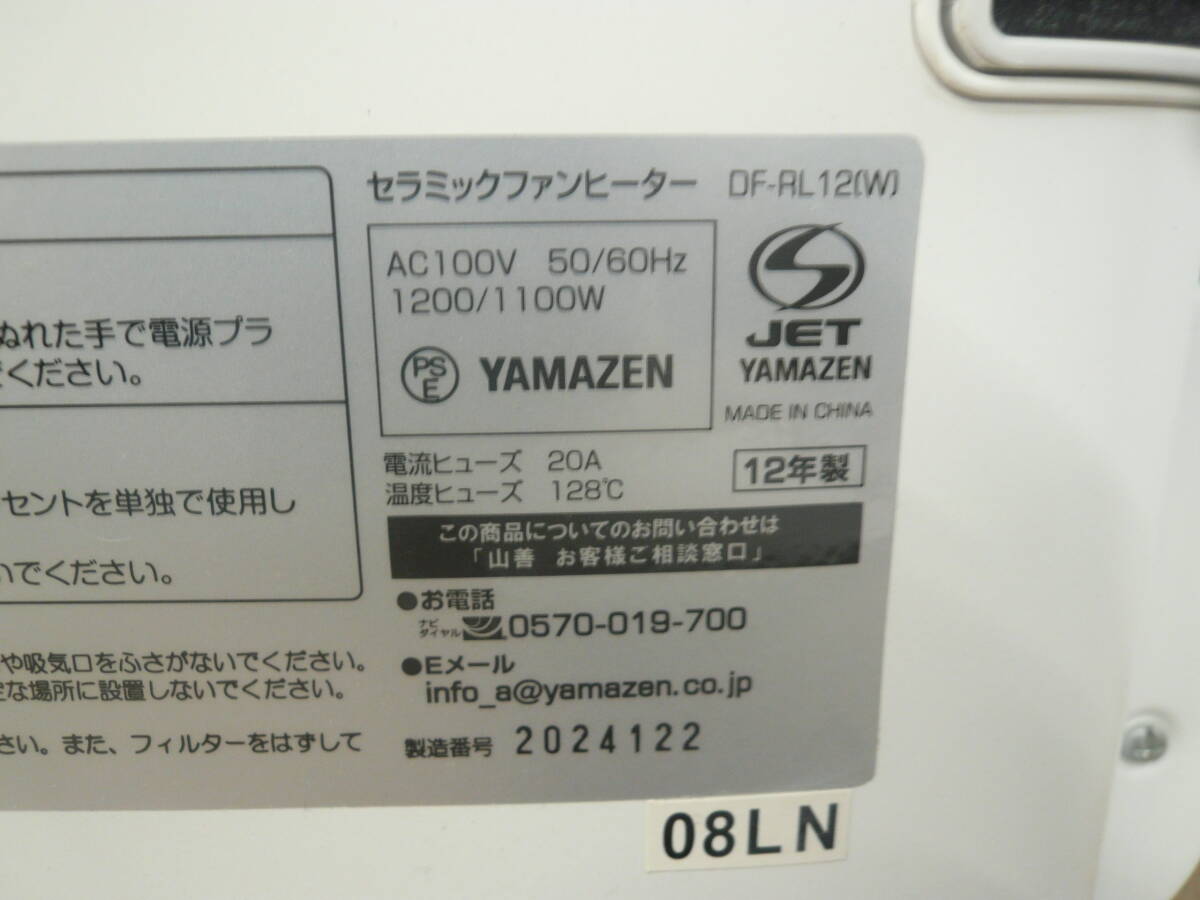 セラミックファンヒーター DF-RL12(W)
AC100V 50/60Hz
1200/1100W
PSE YAMAZEN
JET
YAMAZEN
MADE IN CHINA
電流ヒューズ 20A
温度ヒューズ 128℃
12年製
この商品についてのお問い合わせは
「山善 お客様ご相談窓口」
●お電話
ナビダイヤル 0570-019-700
●Eメール
info_a@yamazen.co.jp
製造番号 2024122
08LN
ぬれた手で電源プラ
でください。
セントを単独で使用し
いでください。
や吸気口をふさがないでください。
な場所に設置しないでください。
さい。また、フィルターをはずして